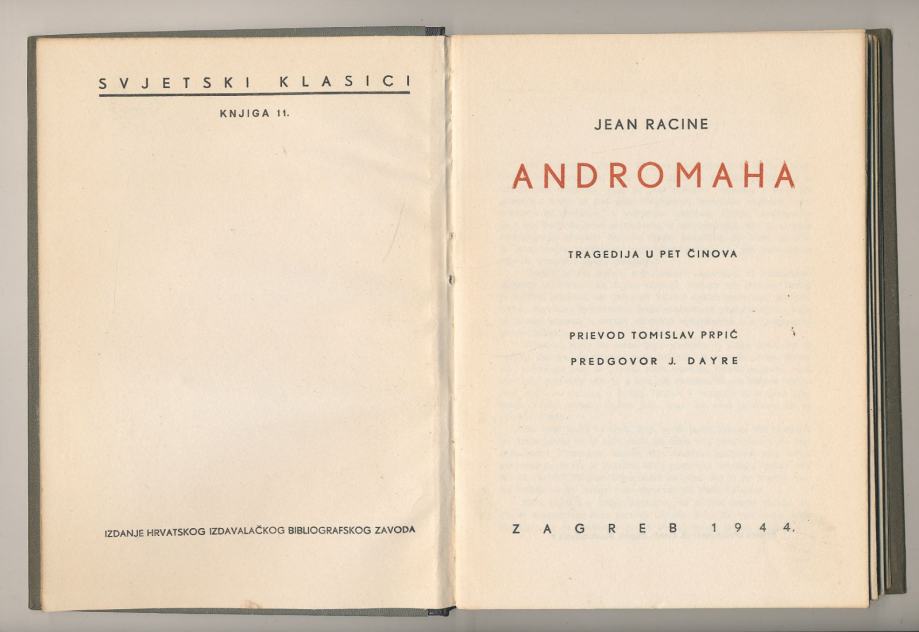 SVJETSKI KLASICI
KNJIGA 11.
IZDANJE HRVATSKOG IZDAVALAČKOG BIBLIOGRAFSKOG ZAVODA
JEAN RACINE
ANDROMAHA
TRAGEDIJA U PET ČINOVA
PRIEVOD TOMISLAV PRPIĆ
PREDGOVOR J. DAYRE
ZAGREB 1944.